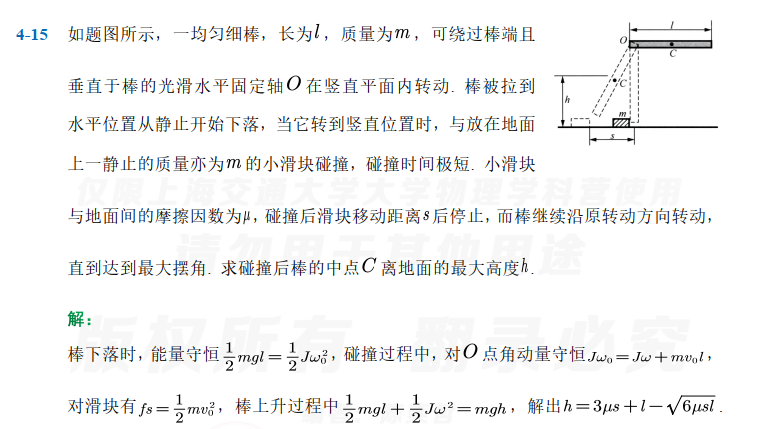 4-15 如题图所示，一均匀细棒，长为$l$，质量为$m$，可绕过棒端且
垂直于棒的光滑水平固定轴$O$在竖直平面内转动. 棒被拉到
水平位置从静止开始下落，当它转到竖直位置时，与放在地面
上一静止的质量亦为$m$的小滑块碰撞，碰撞时间极短. 小滑块
与地面间的摩擦因数为$\mu$，碰撞后滑块移动距离$s$后停止，而棒继续沿原转动方向转动，
直到达到最大摆角. 求碰撞后棒的中点$C$离地面的最大高度$h$.
l
O
C
C
h
m
s
仅限上海交通大学大学物理学科营使用
请勿用于其他用途
解：
棒下落时，能量守恒$\frac{1}{2}mgl=\frac{1}{2}J\omega_0^2$，碰撞过程中，对$O$点角动量守恒$J\omega_0=J\omega+mv_0l$，
版权所有 翻录必究
对滑块有$fs=\frac{1}{2}mv_0^2$，棒上升过程中$\frac{1}{2}mgl+\frac{1}{2}J\omega^2=mgh$，解出$h=3\mu s+l-\sqrt{6\mu sl}$.